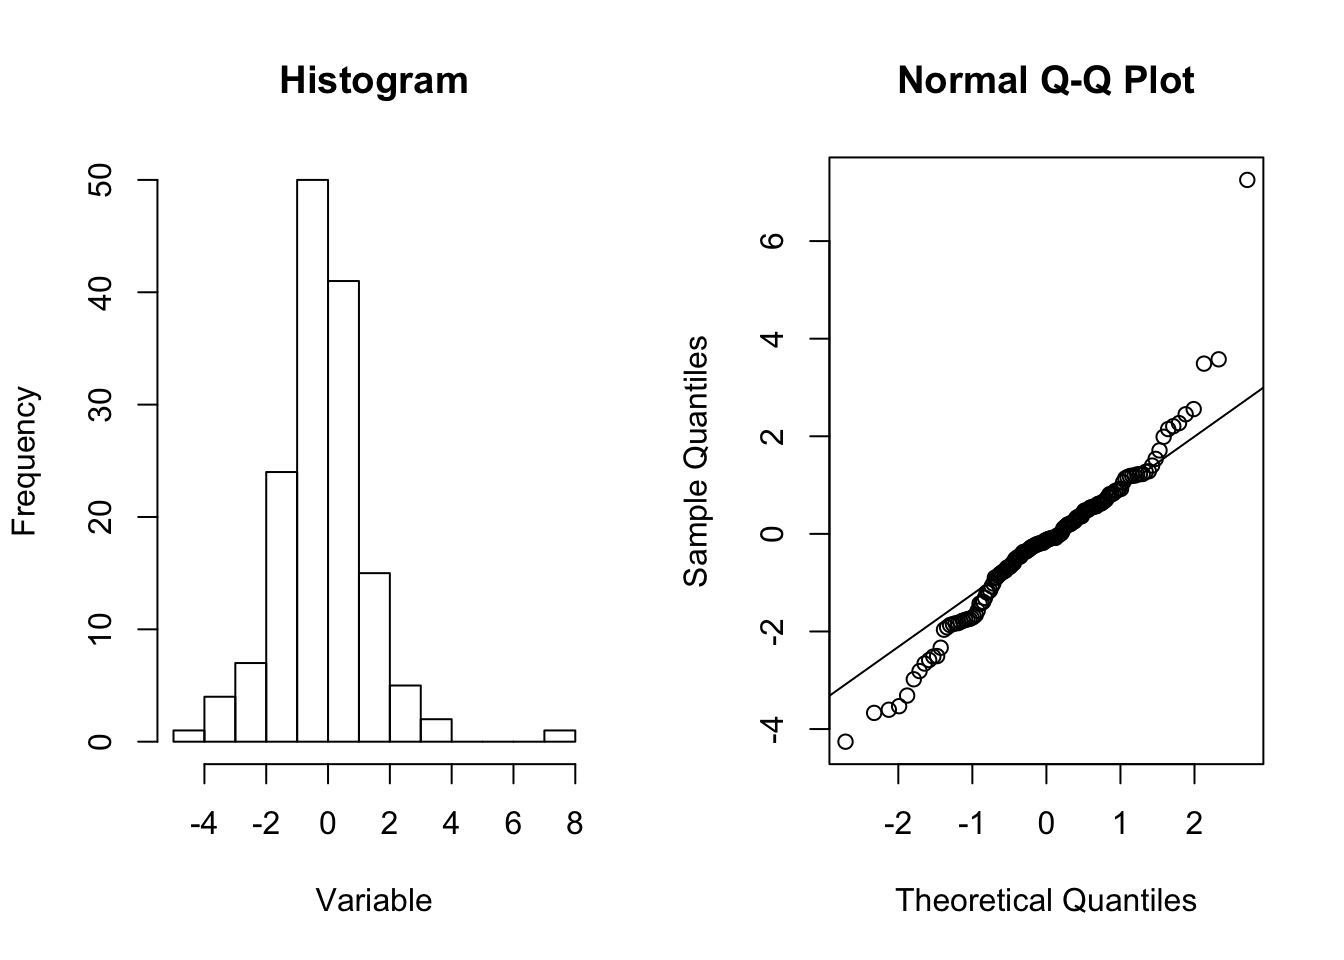 Histogram
Frequency
50
40
30
20
10
0
-4 -2 0 2 4 6 8
Variable
Normal Q-Q Plot
Sample Quantiles
6
4
2
0
-2
-4
-2 -1 0 1 2
Theoretical Quantiles